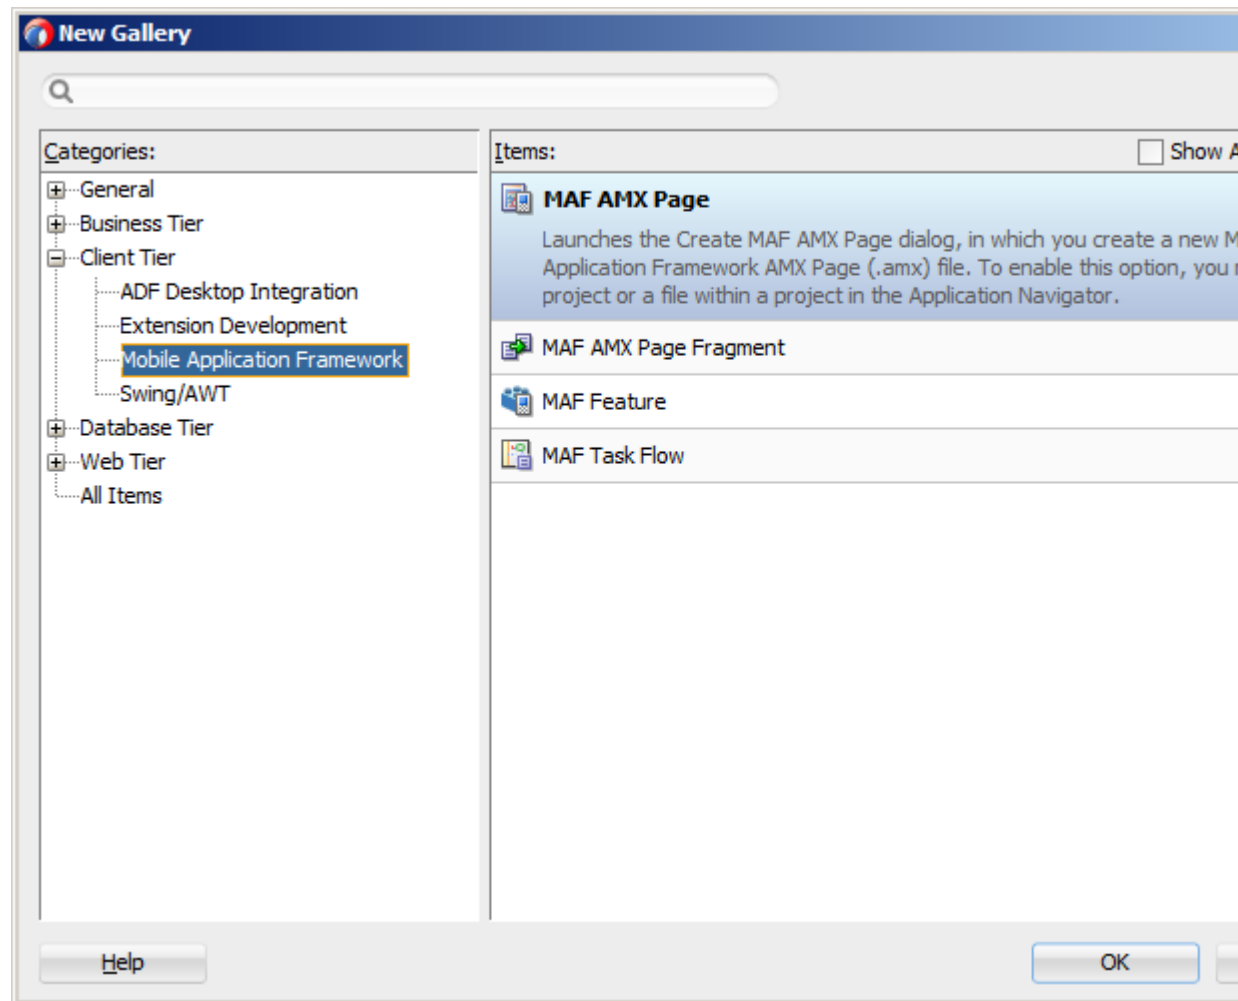 New Gallery
Categories:
General
Business Tier
Client Tier
ADF Desktop Integration
Extension Development
Mobile Application Framework
Swing/AWT
Database Tier
Web Tier
All Items
Items:
Show
MAF AMX Page
Launches the Create MAF AMX Page dialog, in which you create a new
Application Framework AMX Page (.amx) file. To enable this option, you
project or a file within a project in the Application Navigator.
MAF AMX Page Fragment
MAF Feature
MAF Task Flow
Help
OK